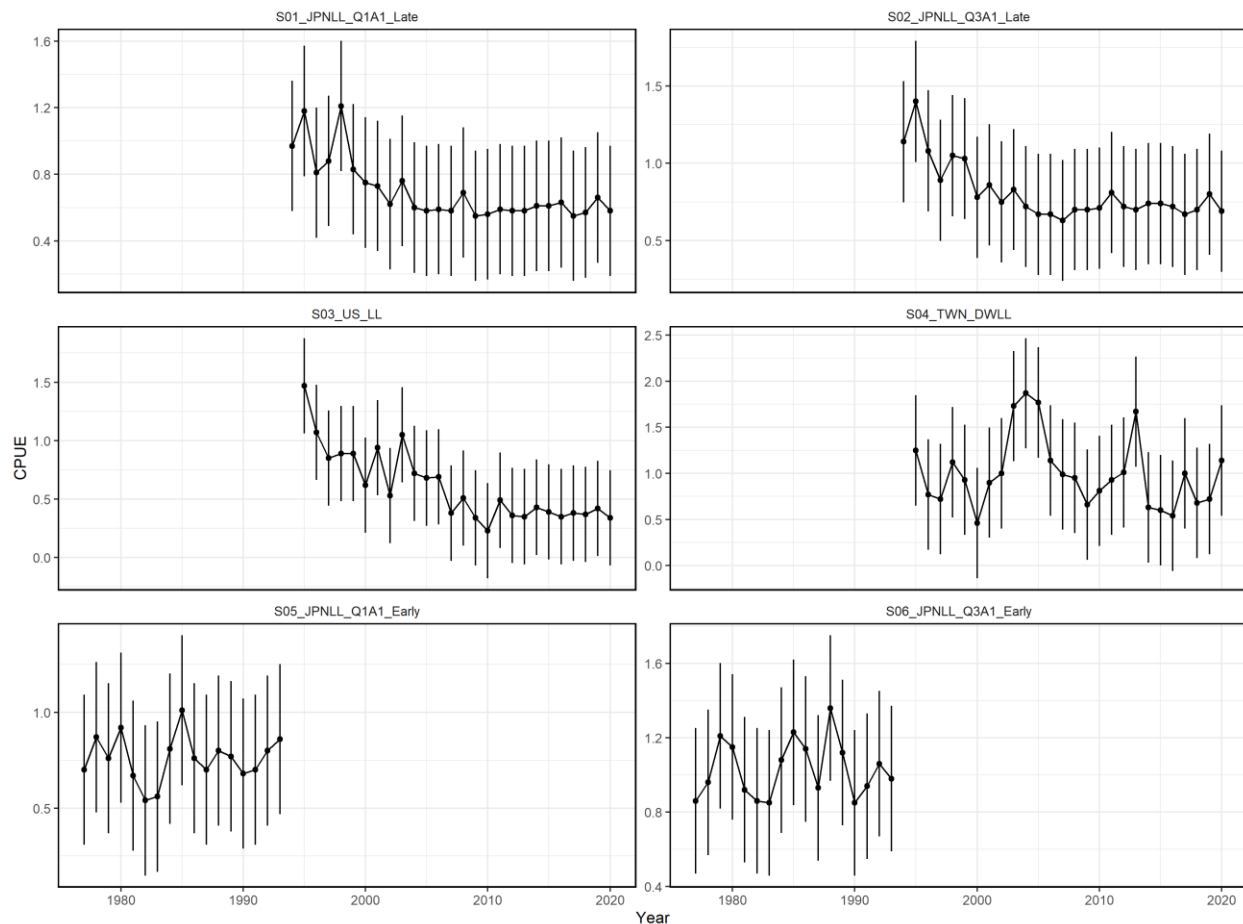 S01_JPNLL_Q1A1_Late
S02_JPNLL_Q3A1_Late
1.6
1.2
0.8
0.4
1.5
1.0
0.5
S03_US_LL
S04_TWN_DWLL
1.5
1.0
0.5
0.0
2.5
2.0
1.5
1.0
0.5
0.0
CPUE
S05_JPNLL_Q1A1_Early
S06_JPNLL_Q3A1_Early
1.0
0.5
1.6
1.2
0.8
0.4
1980 1990 2000 2010 2020
1980 1990 2000 2010 2020
Year